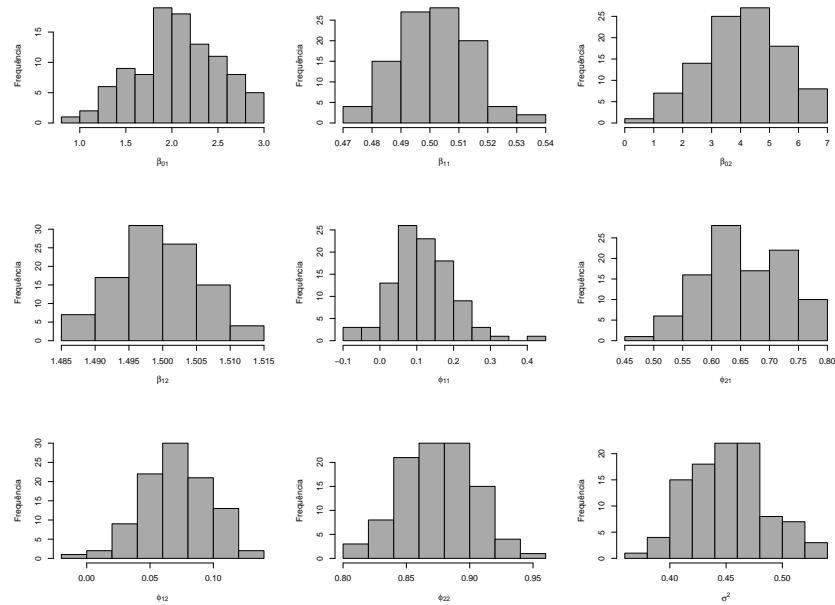 Frequência
0 5 10 15
1.0 1.5 2.0 2.5 3.0
β01
Frequência
0 5 10 15 20 25
0.47 0.48 0.49 0.50 0.51 0.52 0.53 0.54
β11
Frequência
0 5 10 15 20 25
0 1 2 3 4 5 6 7
β02
Frequência
0 5 10 15 20 25 30
1.485 1.490 1.495 1.500 1.505 1.510 1.515
β12
Frequência
0 5 10 15 20 25
−0.1 0.0 0.1 0.2 0.3 0.4
ϕ11
Frequência
0 5 10 15 20 25
0.45 0.50 0.55 0.60 0.65 0.70 0.75 0.80
ϕ21
Frequência
0 5 10 15 20 25 30
0.00 0.05 0.10
ϕ12
Frequência
0 5 10 15 20
0.80 0.85 0.90 0.95
ϕ22
Frequência
0 5 10 15 20
0.40 0.45 0.50
σ²